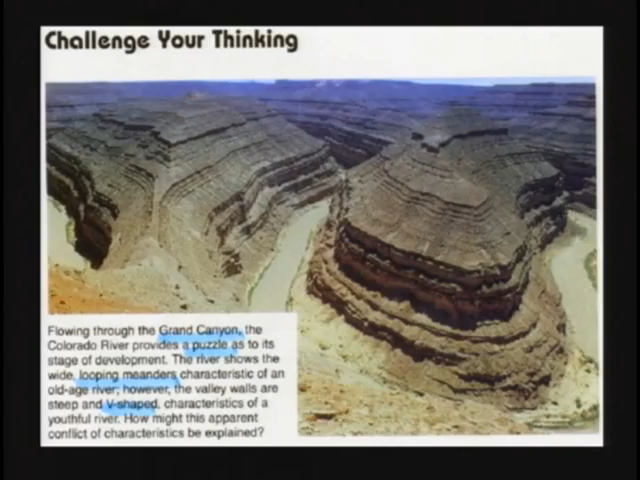 Challenge Your Thinking
Flowing through the Grand Canyon, the
Colorado River provides a puzzle as to its
stage of development. The river shows the
wide, looping meanders characteristic of an
old-age river; however, the valley walls are
steep and V-shaped, characteristics of a
youthful river. How might this apparent
conflict of characteristics be explained?